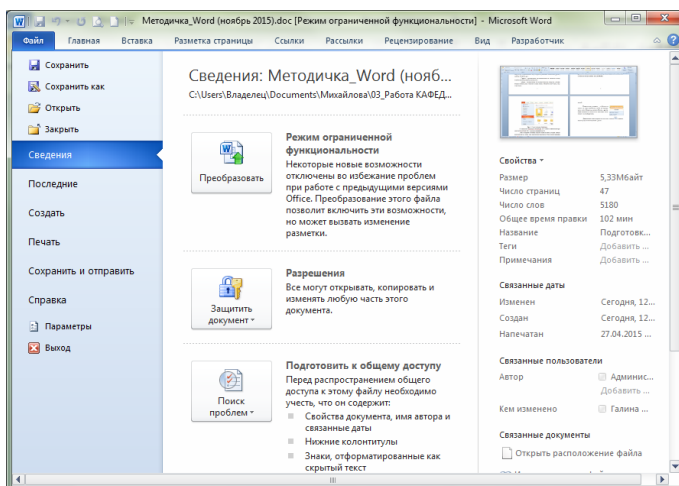 Методичка_Word (ноябрь 2015).doc [Режим ограниченной функциональности] - Microsoft Word
Файл Главная Вставка Разметка страницы Ссылки Рассылки Рецензирование Вид Разработчик
Сохранить
Сохранить как
Открыть
Закрыть
Сведения
Последние
Создать
Печать
Сохранить и отправить
Справка
Параметры
Выход
Сведения: Методичка_Word (нояб...
C:\Users\Владелец\Documents\Михайлова\03_Работа КАФЕД...
Преобразовать
Режим ограниченной
функциональности
Некоторые новые возможности
отключены во избежание проблем
при работе с предыдущими версиями
Office. Преобразование этого файла
позволит включить эти возможности,
но может вызвать изменение
разметки.
Защитить
документ
Разрешения
Все могут открывать, копировать и
изменять любую часть этого
документа.
Поиск
проблем
Подготовить к общему доступу
Перед распространением общего
доступа к этому файлу необходимо
учесть, что он содержит:
Свойства документа, имя автора и
связанные даты
Нижние колонтитулы
Знаки, отформатированные как
скрытый текст
Свойства
Размер 5,33Мбайт
Число страниц 47
Число слов 5180
Общее время правки 102 мин
Название Подготовк...
Теги Добавить ...
Примечания Добавить ...
Связанные даты
Изменен Сегодня, 12...
Создан Сегодня, 12...
Напечатан 27.04.2015 ...
Связанные пользователи
Автор Админис...
Добавить ...
Кем изменено Галина ...
Связанные документы
Открыть расположение файла